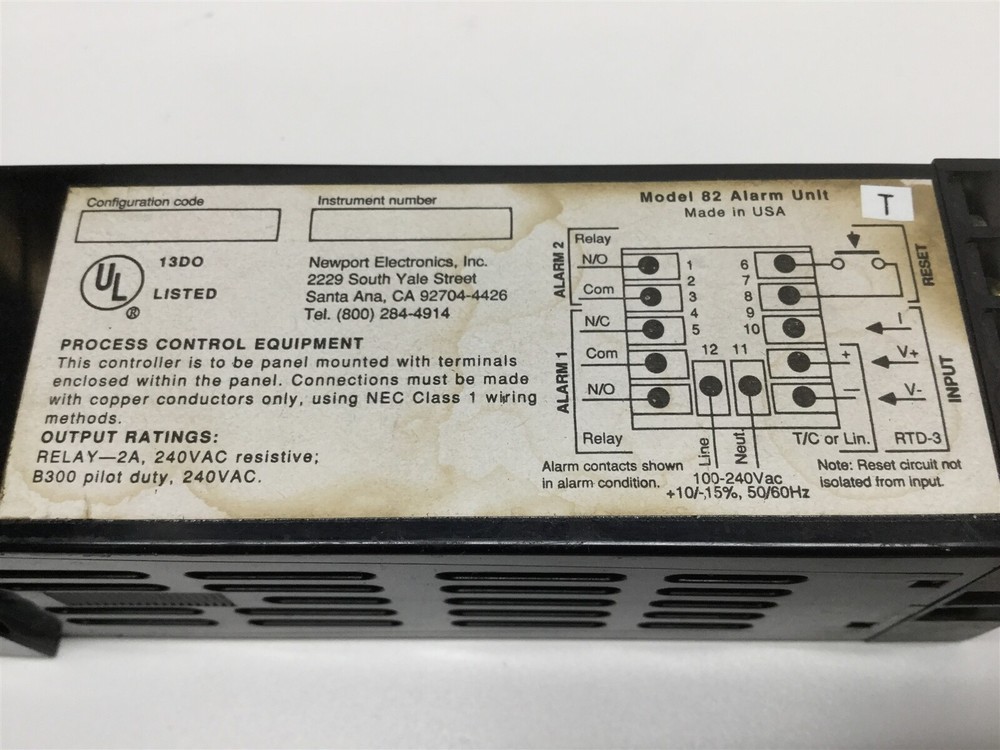 Configuration code
Instrument number
UL
®
13DO
LISTED
Newport Electronics, Inc.
2229 South Yale Street
Santa Ana, CA 92704-4426
Tel. (800) 284-4914
PROCESS CONTROL EQUIPMENT
This controller is to be panel mounted with terminals
enclosed within the panel. Connections must be made
with copper conductors only, using NEC Class 1 wiring
methods.
OUTPUT RATINGS:
RELAY—2A, 240VAC resistive;
B300 pilot duty, 240VAC.
Model 82 Alarm Unit
Made in USA
T
ALARM 2
Relay
N/O
Com
ALARM 1
N/C
Com
N/O
Relay
1
2
3
4
5
6
7
8
9
10
12 11
RESET
I
+ V+
— V-
INPUT
Line
Neut.
T/C or Lin.
RTD-3
Alarm contacts shown
in alarm condition.
100-240Vac
+10/-15%, 50/60Hz
Note: Reset circuit not
isolated from input.